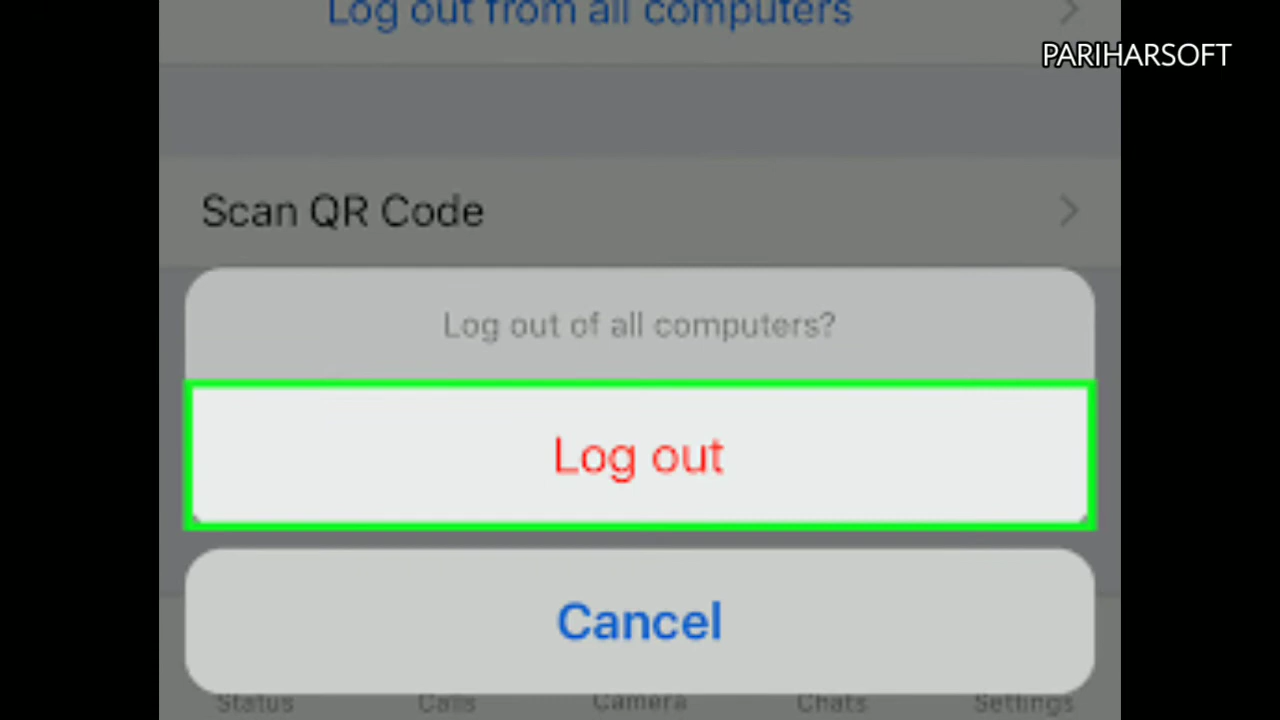 Log out from all computers
PARIHARSOFT
Scan QR Code
Log out of all computers?
Log out
Cancel
Status Calls Camera Chats Settings